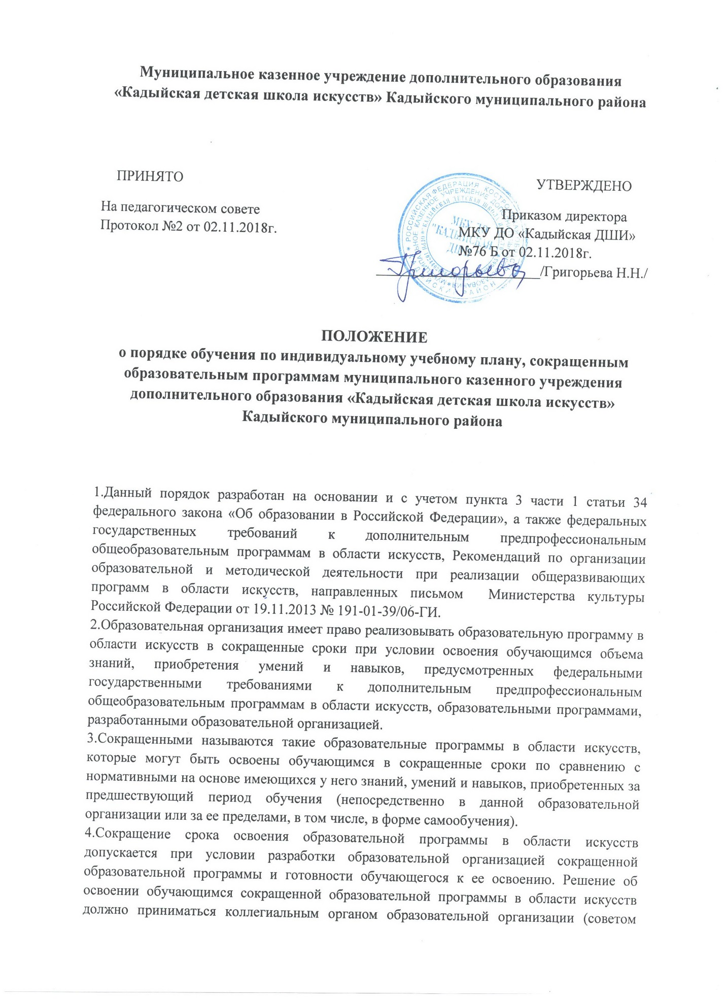 Муниципальное казенное учреждение дополнительного образования
«Кадыйская детская школа искусств» Кадыйского муниципального района
ПРИНЯТО
На педагогическом совете
Протокол №2 от 02.11.2018г.
УТВЕРЖДЕНО
Приказом директора
МКУ ДО «Кадыйская ДШИ»
№76 Б от 02.11.2018г.
Григорьева /Григорьева Н.Н./
РОССИЙСКАЯ ФЕДЕРАЦИЯ
МКУ ДО
"КАДЫЙСКАЯ
ПОЛОЖЕНИЕ
о порядке обучения по индивидуальному учебному плану, сокращенным
образовательным программам муниципального казенного учреждения
дополнительного образования «Кадыйская детская школа искусств»
Кадыйского муниципального района
1.Данный порядок разработан на основании и с учетом пункта 3 части 1 статьи 34
федерального закона «Об образовании в Российской Федерации», а также федеральных
государственных требований к дополнительным предпрофессиональным
общеобразовательным программам в области искусств, Рекомендаций по организации
образовательной и методической деятельности при реализации общеразвивающих
программ в области искусств, направленных письмом Министерства культуры
Российской Федерации от 19.11.2013 № 191-01-39/06-ГИ.
2.Образовательная организация имеет право реализовывать образовательную программу в
области искусств в сокращенные сроки при условии освоения обучающимся объема
знаний, приобретения умений и навыков, предусмотренных федеральными
государственными требованиями к дополнительным предпрофессиональным
общеобразовательным программам в области искусств, образовательными программами,
разработанными образовательной организацией.
3.Сокращенными называются такие образовательные программы в области искусств,
которые могут быть освоены обучающимся в сокращенные сроки по сравнению с
нормативными на основе имеющихся у него знаний, умений и навыков, приобретенных за
предшествующий период обучения (непосредственно в данной образовательной
организации или за ее пределами, в том числе, в форме самообучения).
4.Сокращение срока освоения образовательной программы в области искусств
допускается при условии разработки образовательной организацией сокращенной
образовательной программы и готовности обучающегося к ее освоению. Решение об
освоении обучающимся сокращенной образовательной программы в области искусств
должно приниматься коллегиальным органом образовательной организации (советом